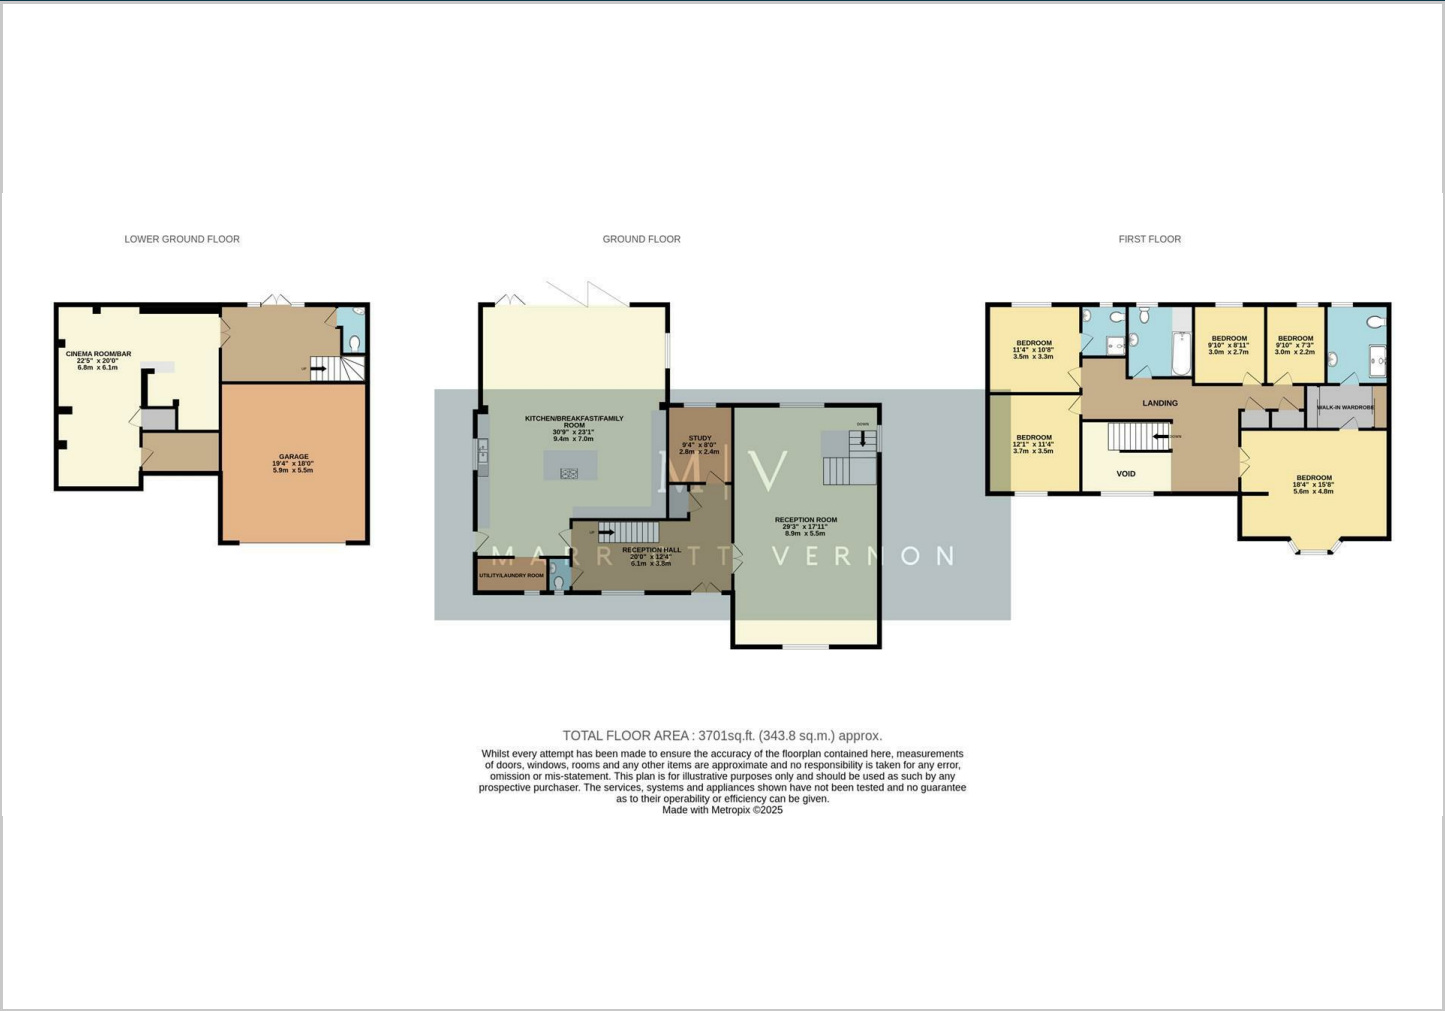 LOWER GROUND FLOOR
GROUND FLOOR
FIRST FLOOR
CINEMA ROOM/BAR
22'5" x 20'0"
6.8m x 6.1m
UP
GARAGE
19'4" x 18'0"
5.9m x 5.5m
KITCHEN/BREAKFAST/FAMILY
ROOM
30'9" x 23'1"
9.4m x 7.0m
STUDY
9'4" x 8'0"
2.8m x 2.4m
DOWN
M|V
RECEPTION ROOM
29'3" x 17'11"
8.9m x 5.5m
UP
RECEPTION HALL
20'0" x 12'4"
6.1m x 3.8m
MARRIOTT VERNON
UTILITY/LAUNDRY ROOM
BEDROOM
11'4" x 10'8"
3.5m x 3.3m
BEDROOM
9'10" x 8'11"
3.0m x 2.7m
BEDROOM
9'10" x 7'3"
3.0m x 2.2m
LANDING
WALK-IN WARDROBE
BEDROOM
12'1" x 11'4"
3.7m x 3.5m
DOWN
VOID
BEDROOM
18'4" x 15'8"
5.6m x 4.8m
TOTAL FLOOR AREA : 3701sq.ft. (343.8 sq.m.) approx.
Whilst every attempt has been made to ensure the accuracy of the floorplan contained here, measurements
of doors, windows, rooms and any other items are approximate and no responsibility is taken for any error,
omission or mis-statement. This plan is for illustrative purposes only and should be used as such by any
prospective purchaser. The services, systems and appliances shown have not been tested and no guarantee
as to their operability or efficiency can be given.
Made with Metropix ©2025